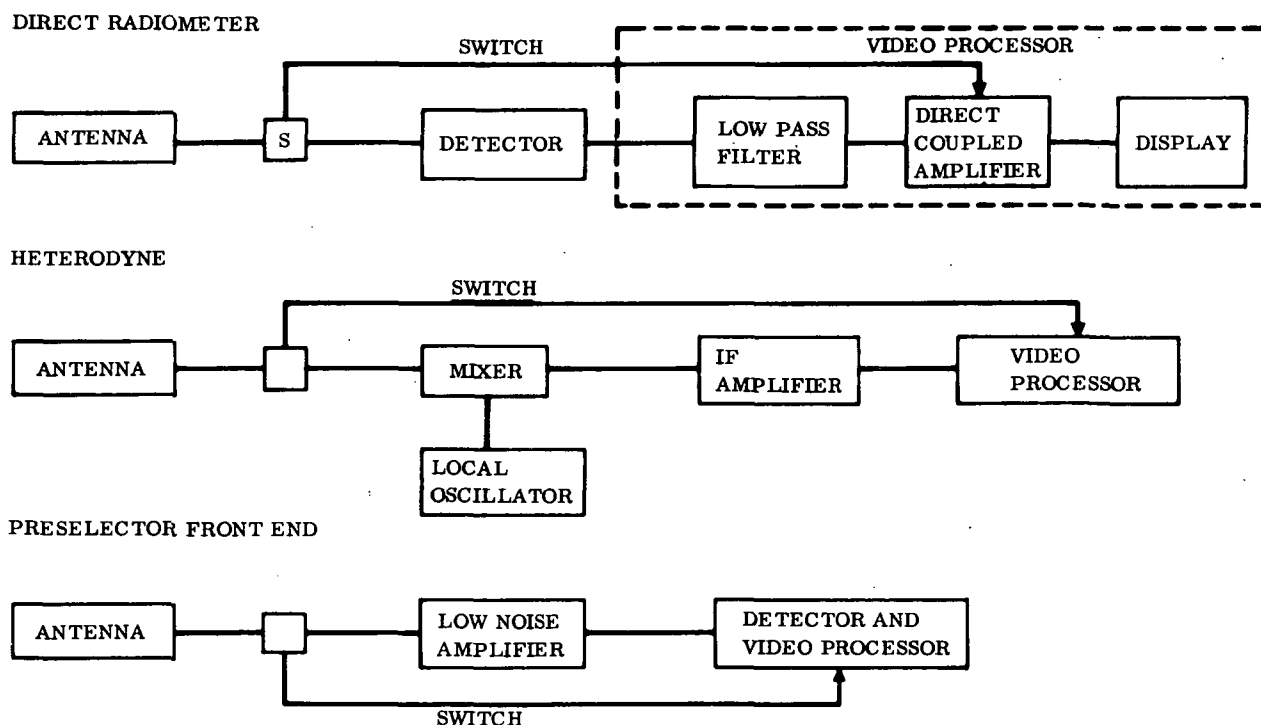 DIRECT RADIOMETER
SWITCH
VIDEO PROCESSOR
ANTENNA
S
DETECTOR
LOW PASS
FILTER
DIRECT
COUPLED
AMPLIFIER
DISPLAY
HETERODYNE
SWITCH
ANTENNA
MIXER
IF
AMPLIFIER
VIDEO
PROCESSOR
LOCAL
OSCILLATOR
PRESELECTOR FRONT END
ANTENNA
LOW NOISE
AMPLIFIER
DETECTOR AND
VIDEO PROCESSOR
SWITCH